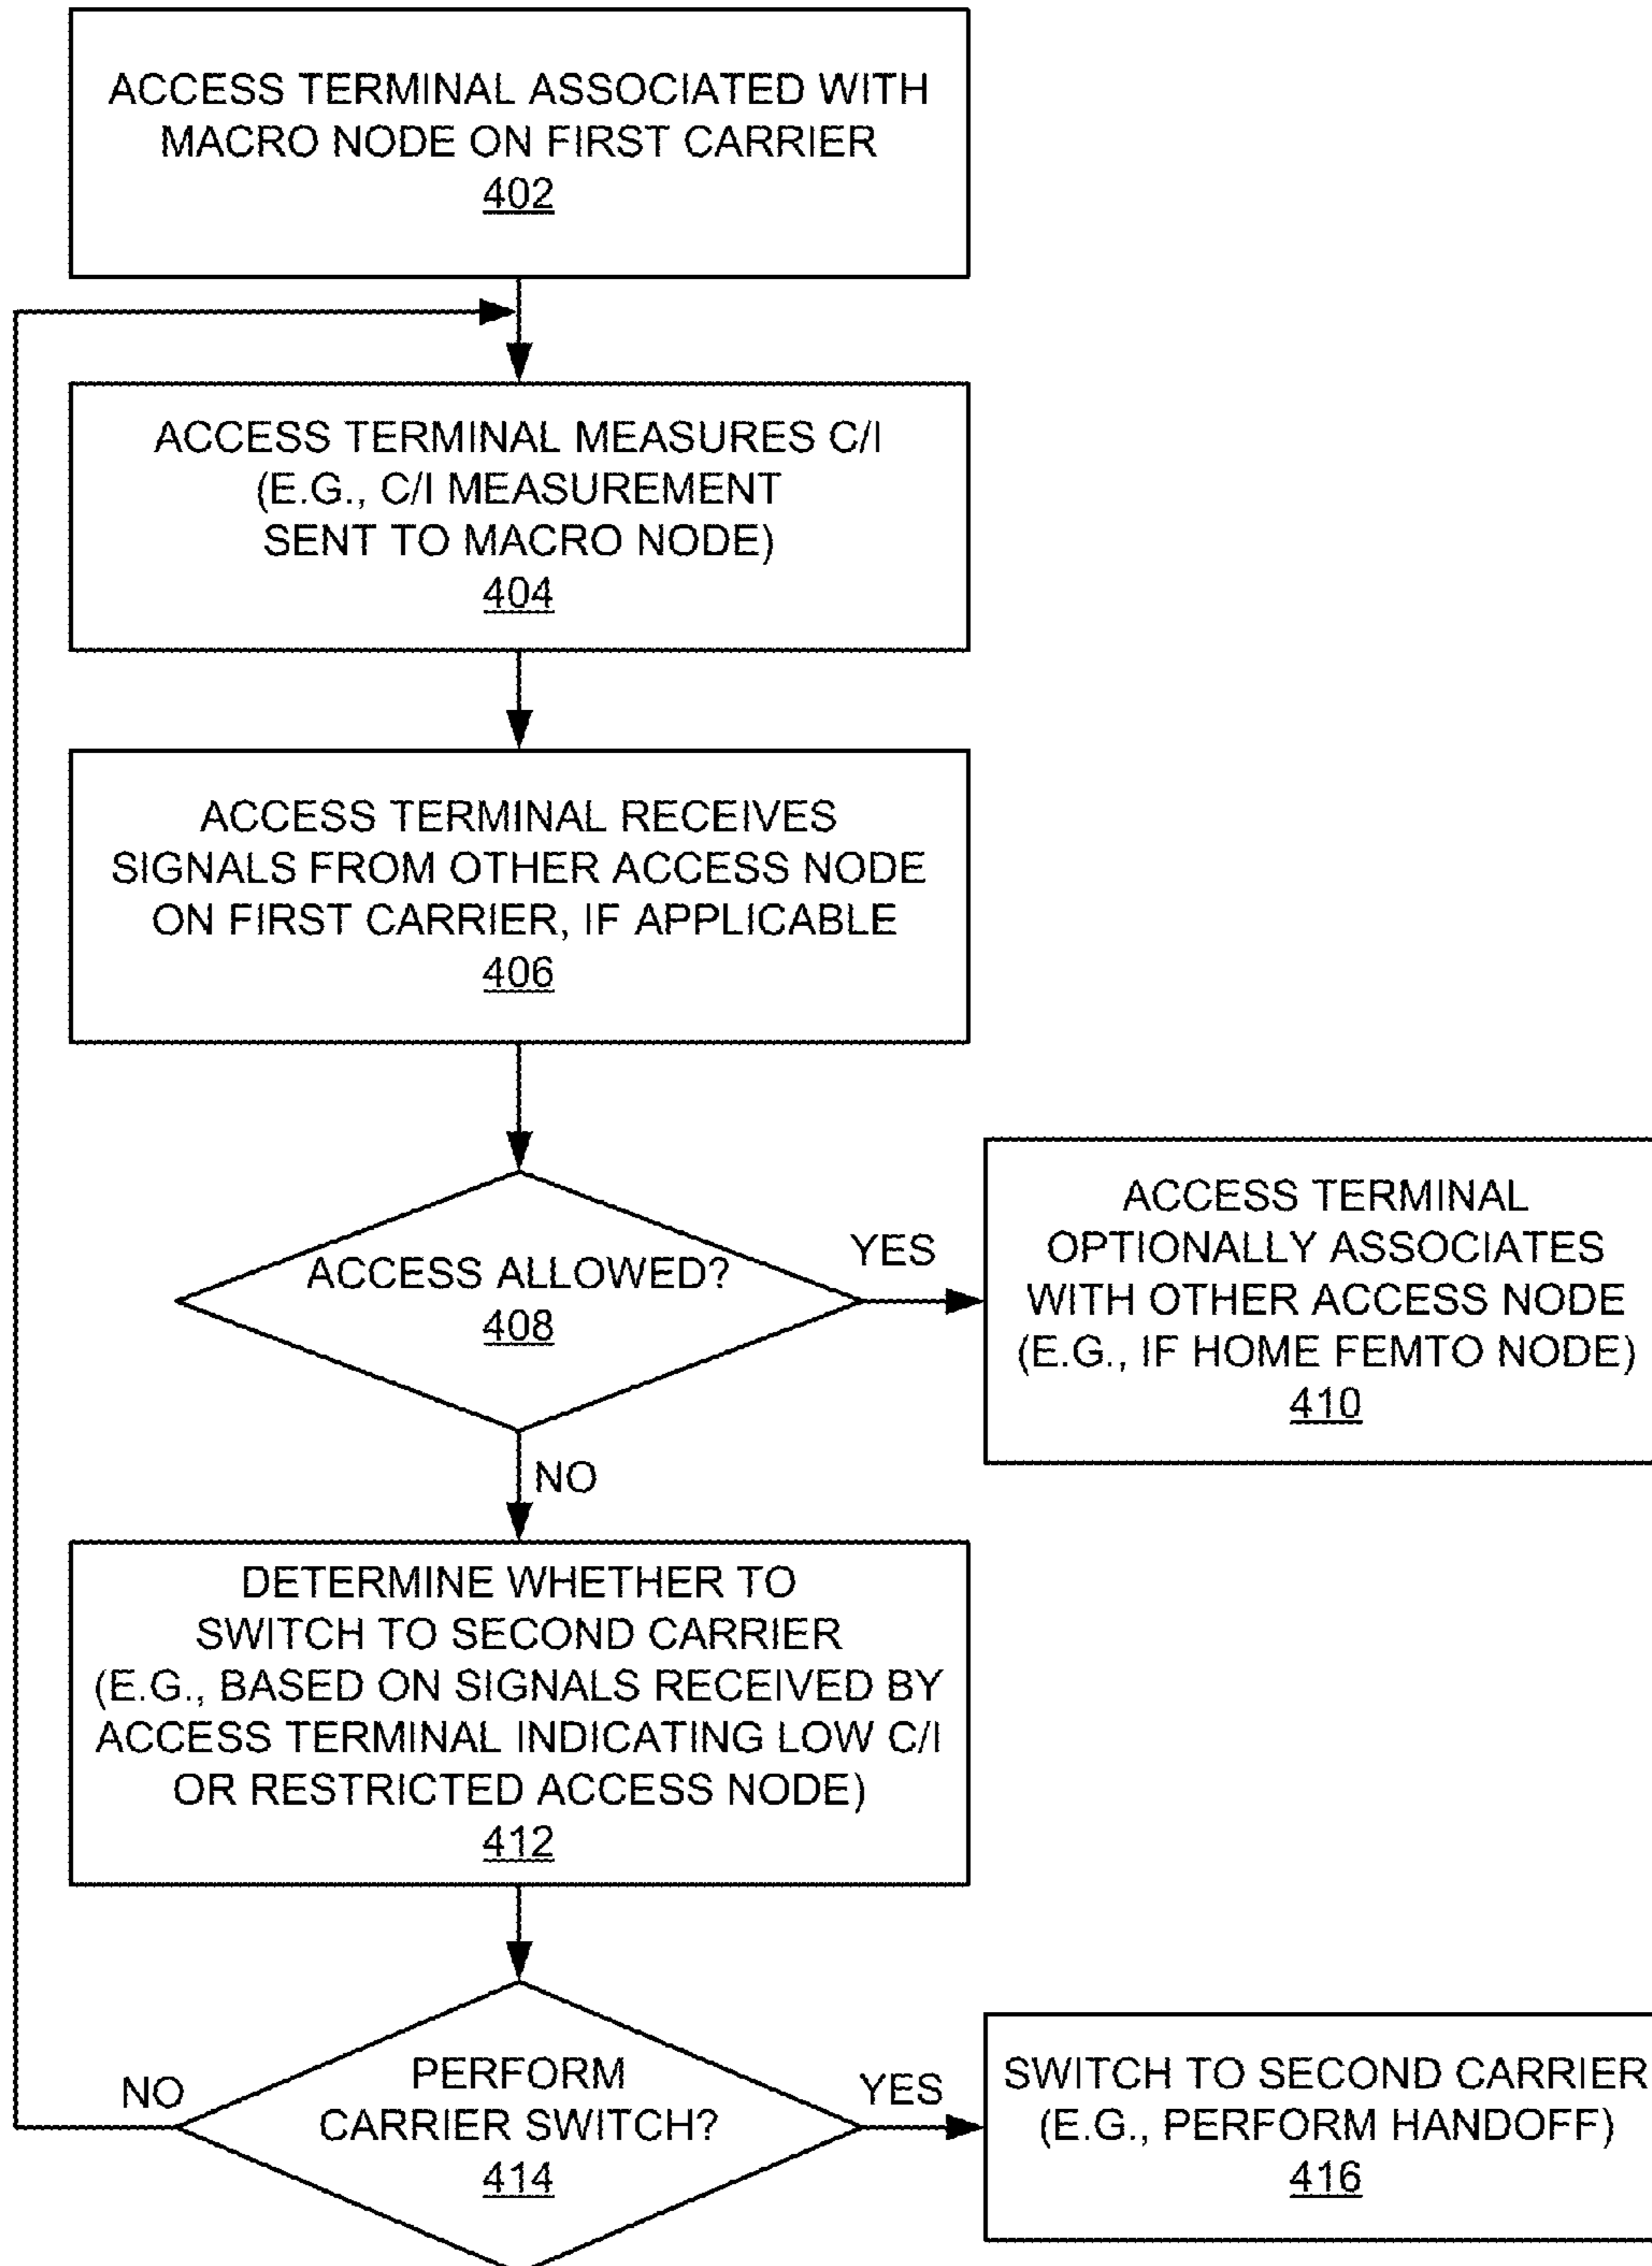 ACCESS TERMINAL ASSOCIATED WITH
MACRO NODE ON FIRST CARRIER
402
ACCESS TERMINAL MEASURES C/I
(E.G., C/I MEASUREMENT
SENT TO MACRO NODE)
404
ACCESS TERMINAL RECEIVES
SIGNALS FROM OTHER ACCESS NODE
ON FIRST CARRIER, IF APPLICABLE
406
ACCESS ALLOWED?
408
YES
ACCESS TERMINAL
OPTIONALLY ASSOCIATES
WITH OTHER ACCESS NODE
(E.G., IF HOME FEMTO NODE)
410
NO
DETERMINE WHETHER TO
SWITCH TO SECOND CARRIER
(E.G., BASED ON SIGNALS RECEIVED BY
ACCESS TERMINAL INDICATING LOW C/I
OR RESTRICTED ACCESS NODE)
412
NO
PERFORM
CARRIER SWITCH?
414
YES
SWITCH TO SECOND CARRIER
(E.G., PERFORM HANDOFF)
416